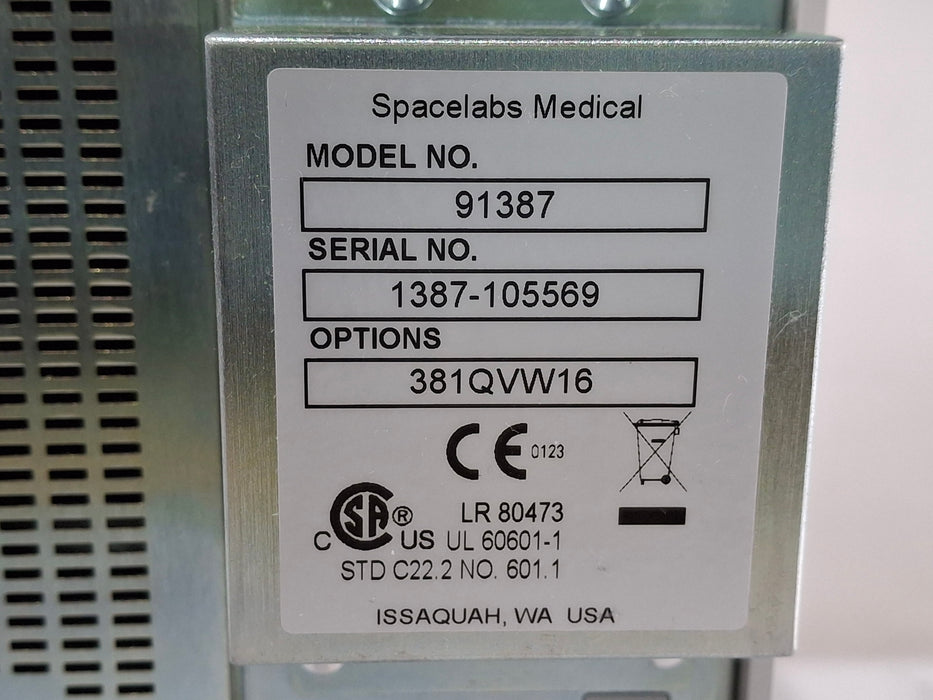 Spacelabs Medical
MODEL NO.
91387
SERIAL NO.
1387-105569
OPTIONS
381QVW16
CE 0123
CSA ® LR 80473
C US UL 60601-1
STD C22.2 NO. 601.1
ISSAQUAH, WA USA